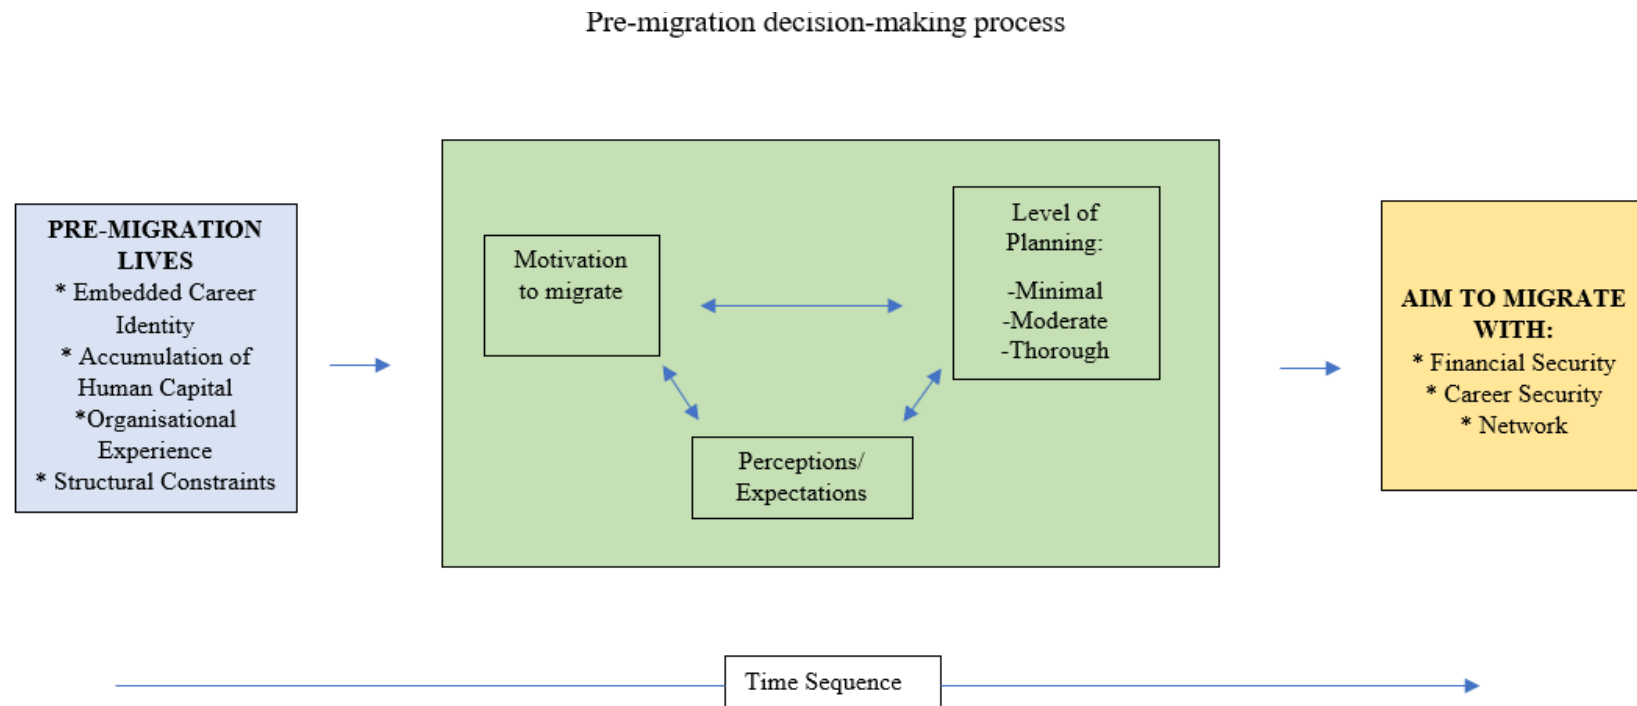 Pre-migration decision-making process
PRE-MIGRATION
LIVES
* Embedded Career
Identity
* Accumulation of
Human Capital
*Organisational
Experience
* Structural Constraints
Motivation
to migrate
Level of
Planning:
-Minimal
-Moderate
-Thorough
Perceptions/
Expectations
AIM TO MIGRATE
WITH:
* Financial Security
* Career Security
* Network
Time Sequence